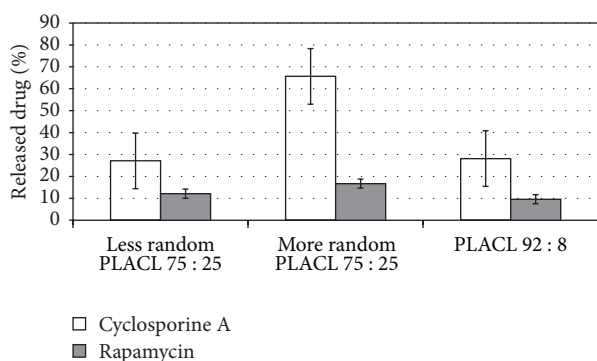 90
80
70
60
50
40
30
20
10
0
Released drug (%)
Less random
PLACL 75 : 25
More random
PLACL 75 : 25
PLACL 92 : 8
Cyclosporine A
Rapamycin